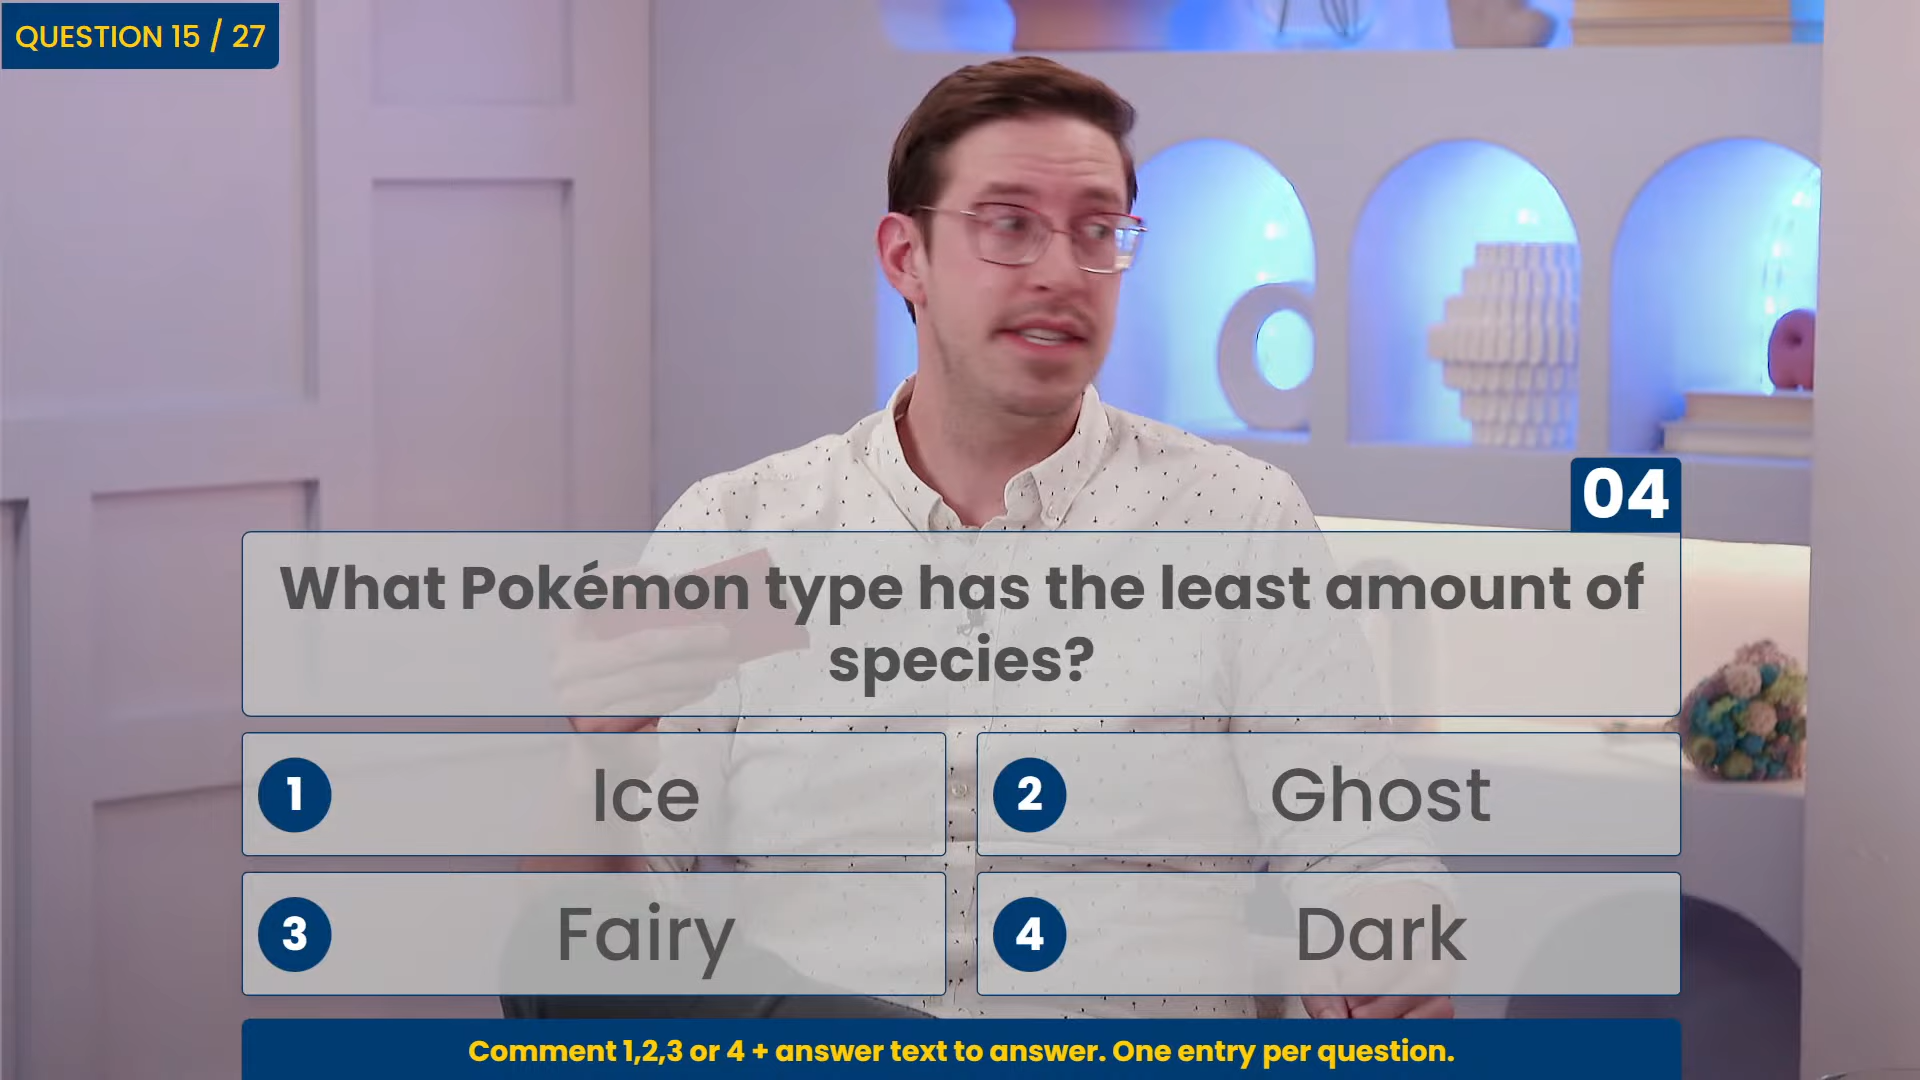 QUESTION 15 / 27
04
What Pokémon type has the least amount of
species?
1 Ice
2 Ghost
3 Fairy
4 Dark
Comment 1,2,3 or 4 + answer text to answer. One entry per question.